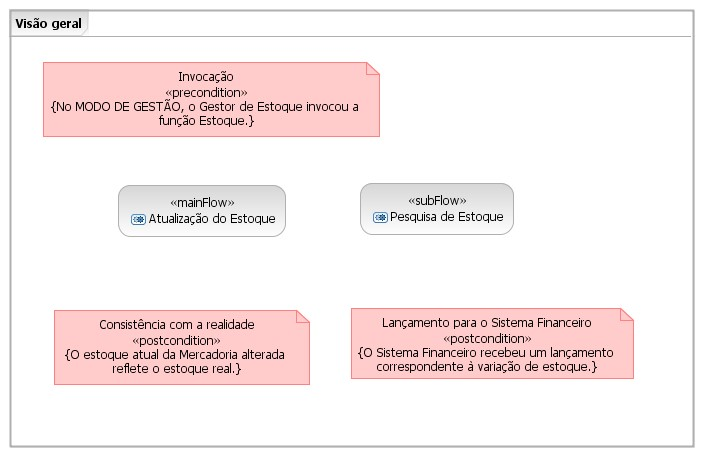 Visão geral
Invocação
«precondition»
{No MODO DE GESTÃO, o Gestor de Estoque invocou a
função Estoque.}
«mainFlow»
Atualização do Estoque
«subFlow»
Pesquisa de Estoque
Consistência com a realidade
«postcondition»
{O estoque atual da Mercadoria alterada
reflete o estoque real.}
Lançamento para o Sistema Financeiro
«postcondition»
{O Sistema Financeiro recebeu um lançamento
correspondente à variação de estoque.}